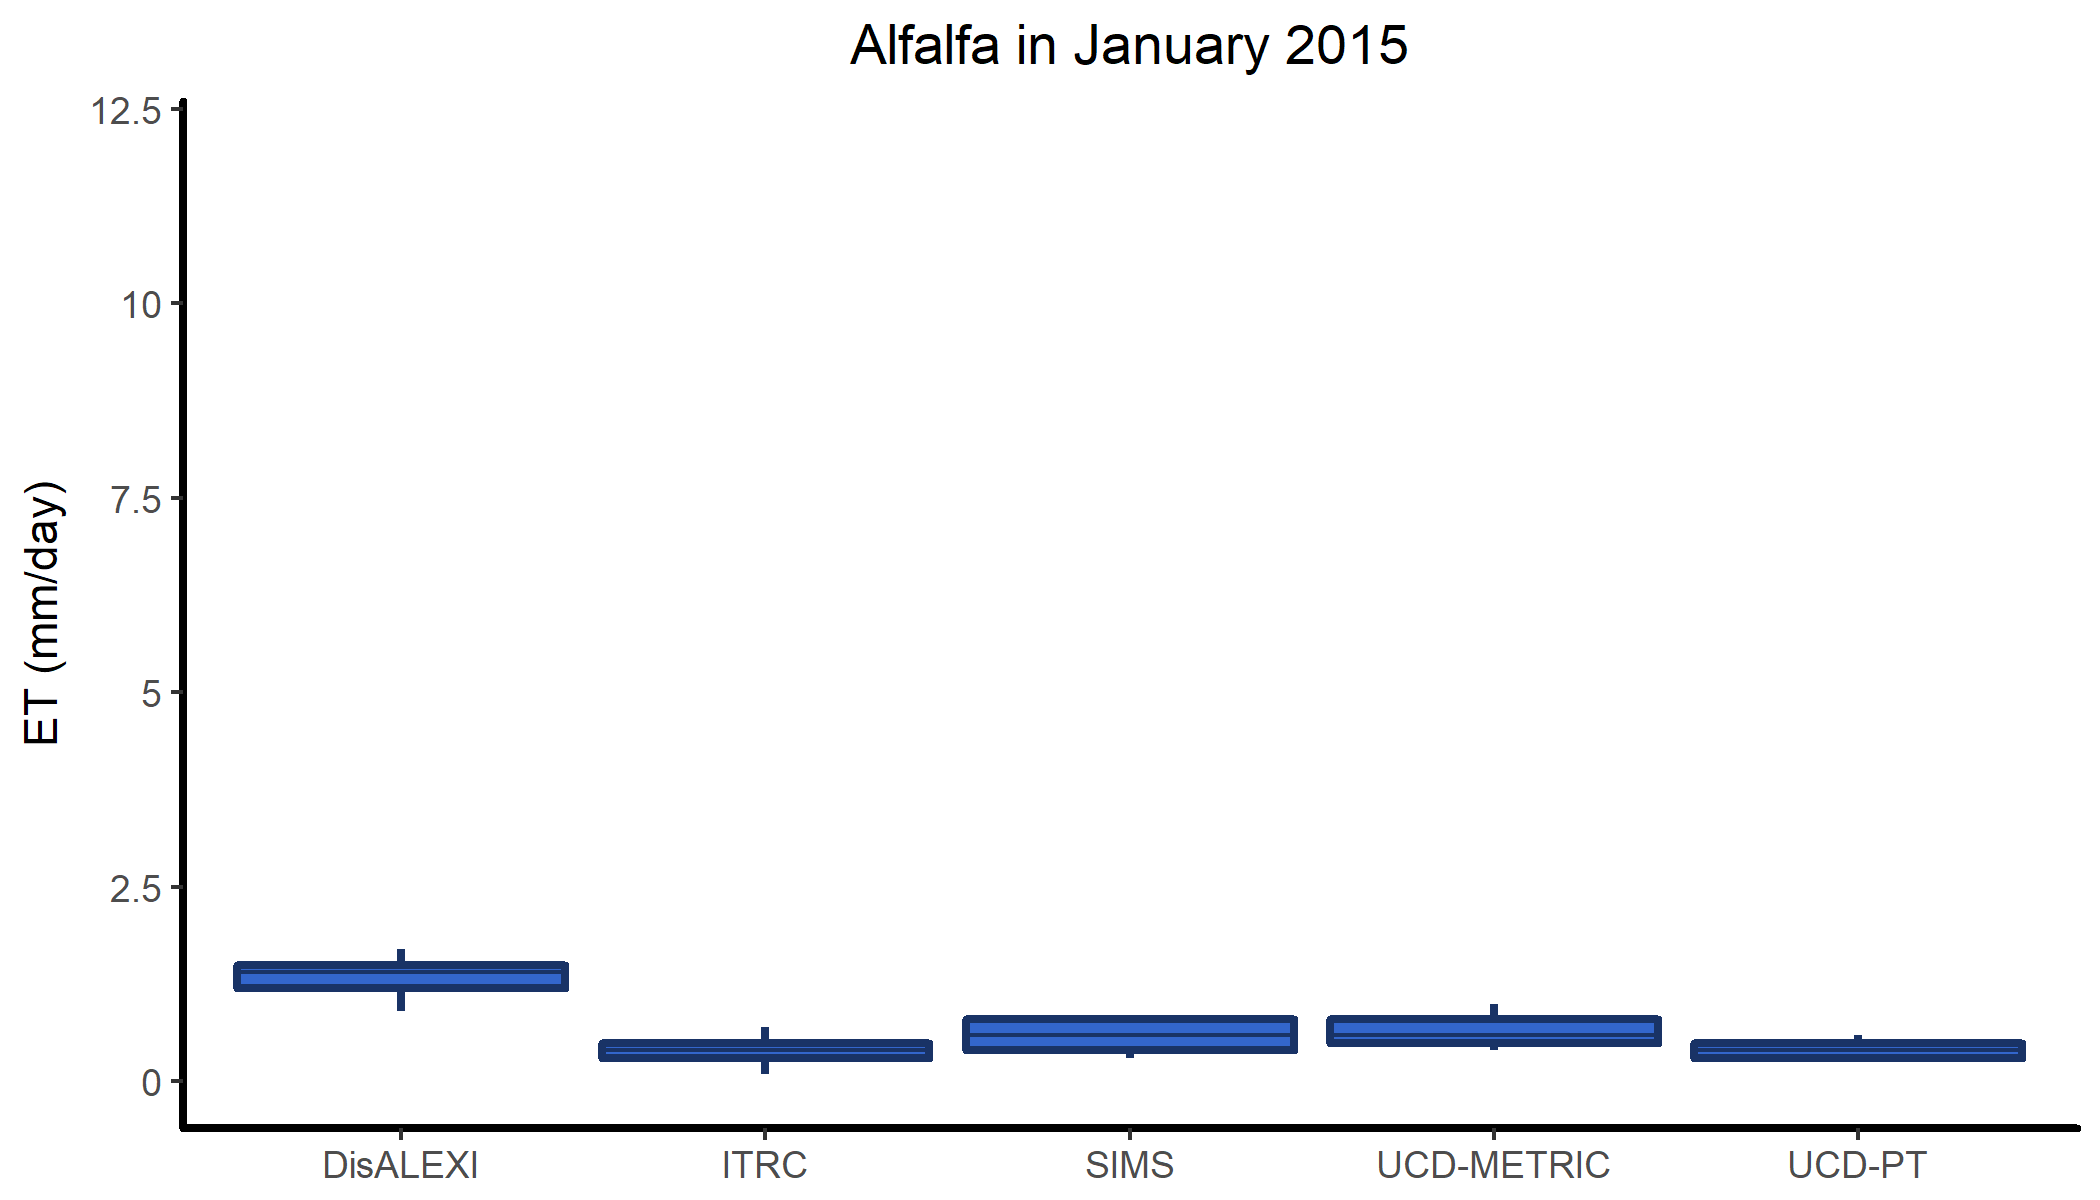 Alfalfa in January 2015
12.5
10
7.5
5
2.5
0
ET (mm/day)
DisALEXI ITRC SIMS UCD-METRIC UCD-PT